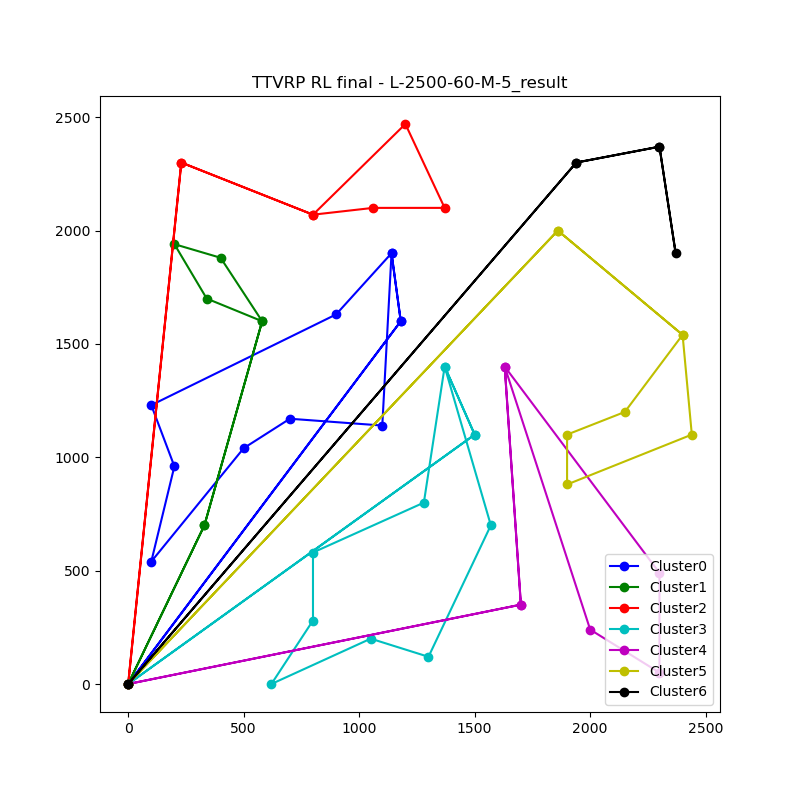 TTVRP RL final - L-2500-60-M-5_result
2500
2000
1500
1000
500
0
0 500 1000 1500 2000 2500
Cluster0
Cluster1
Cluster2
Cluster3
Cluster4
Cluster5
Cluster6